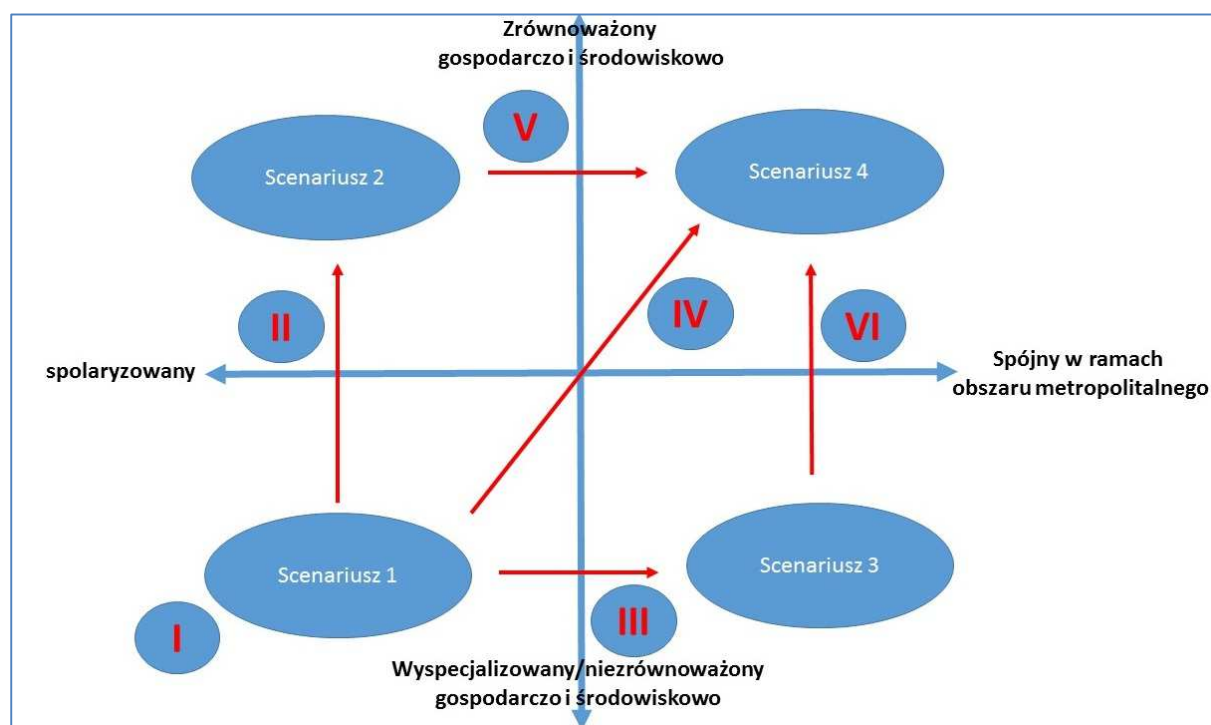 Zrównoważony
gospodarczo i środowiskowo
V
Scenariusz 2
Scenariusz 4
II
IV
VI
spolaryzowany
Spójny w ramach
obszaru metropolitalnego
Scenariusz 1
Scenariusz 3
I
III
Wyspecjalizowany/niezrównoważony
gospodarczo i środowiskowo